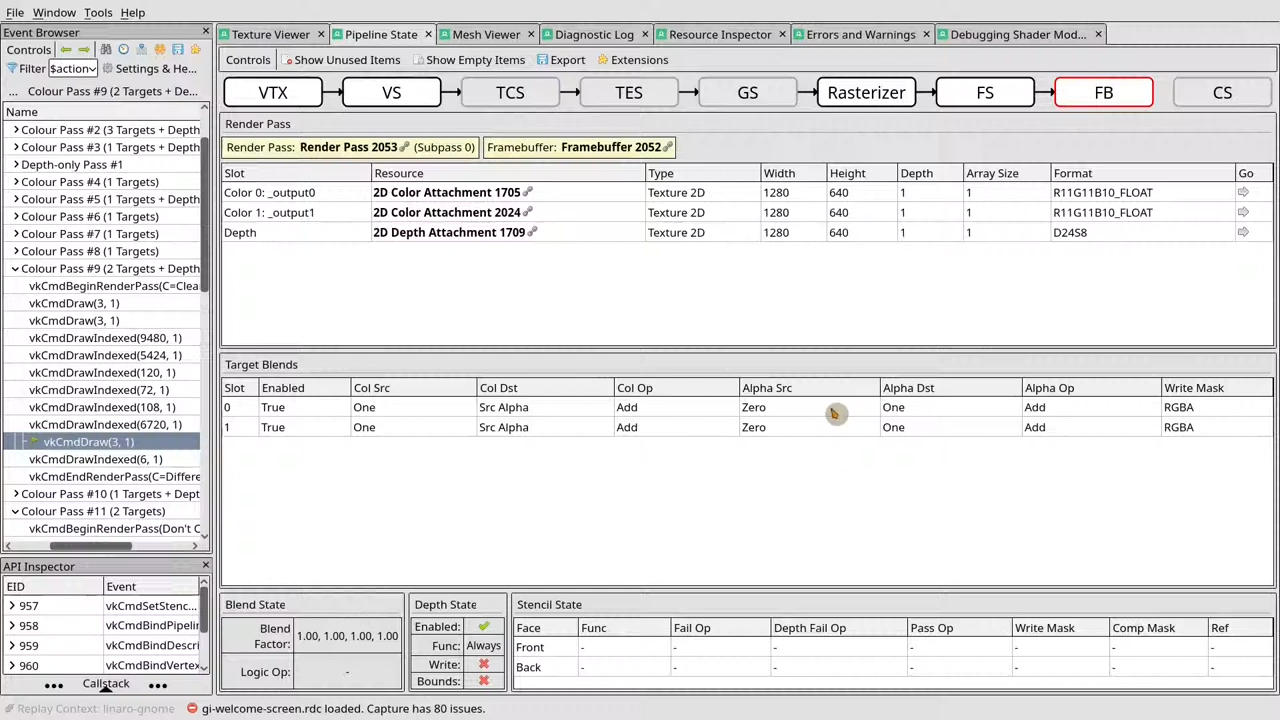 File Window Tools Help
Event Browser
Controls
Filter $action Settings & He...
... Colour Pass #9 (2 Targets + De...
Name
Colour Pass #2 (3 Targets + Depth
Colour Pass #3 (1 Targets + Depth
Depth-only Pass #1
Colour Pass #4 (1 Targets)
Colour Pass #5 (1 Targets + Depth
Colour Pass #6 (1 Targets)
Colour Pass #7 (1 Targets)
Colour Pass #8 (1 Targets)
Colour Pass #9 (2 Targets + Depth
vkCmdBeginRenderPass(C=Clea
vkCmdDraw(3, 1)
vkCmdDraw(3, 1)
vkCmdDrawIndexed(9480, 1)
vkCmdDrawIndexed(5424, 1)
vkCmdDrawIndexed(120, 1)
vkCmdDrawIndexed(72, 1)
vkCmdDrawIndexed(108, 1)
vkCmdDrawIndexed(6720, 1)
vkCmdDraw(3, 1)
vkCmdDrawIndexed(6, 1)
vkCmdEndRenderPass(C=Differe
Colour Pass #10 (1 Targets + Dept
Colour Pass #11 (2 Targets)
vkCmdBeginRenderPass(Don't C
API Inspector
EID Event
957 vkCmdSetStenc...
958 vkCmdBindPipelin
959 vkCmdBindDescri
960 vkCmdBindVertex
... Callstack ...
Texture Viewer Pipeline State Mesh Viewer Diagnostic Log Resource Inspector Errors and Warnings Debugging Shader Mod...
Controls Show Unused Items Show Empty Items Export Extensions
VTX VS TCS TES GS Rasterizer FS FB CS
Render Pass
Render Pass: Render Pass 2053 (Subpass 0) Framebuffer: Framebuffer 2052
Slot Resource Type Width Height Depth Array Size Format Go
Color 0: _output0 2D Color Attachment 1705 Texture 2D 1280 640 1 1 R11G11B10_FLOAT
Color 1: _output1 2D Color Attachment 2024 Texture 2D 1280 640 1 1 R11G11B10_FLOAT
Depth 2D Depth Attachment 1709 Texture 2D 1280 640 1 1 D24S8
Target Blends
Slot Enabled Col Src Col Dst Col Op Alpha Src Alpha Dst Alpha Op Write Mask
0 True One Src Alpha Add Zero One Add RGBA
1 True One Src Alpha Add Zero One Add RGBA
Blend State
Blend Factor: 1.00, 1.00, 1.00, 1.00
Logic Op: -
Depth State
Enabled:
Func: Always
Write:
Bounds:
Stencil State
Face Func Fail Op Depth Fail Op Pass Op Write Mask Comp Mask Ref
Front - - - - - - -
Back - - - - - - -
Replay Context: linaro-gnome gi-welcome-screen.rdc loaded. Capture has 80 issues.